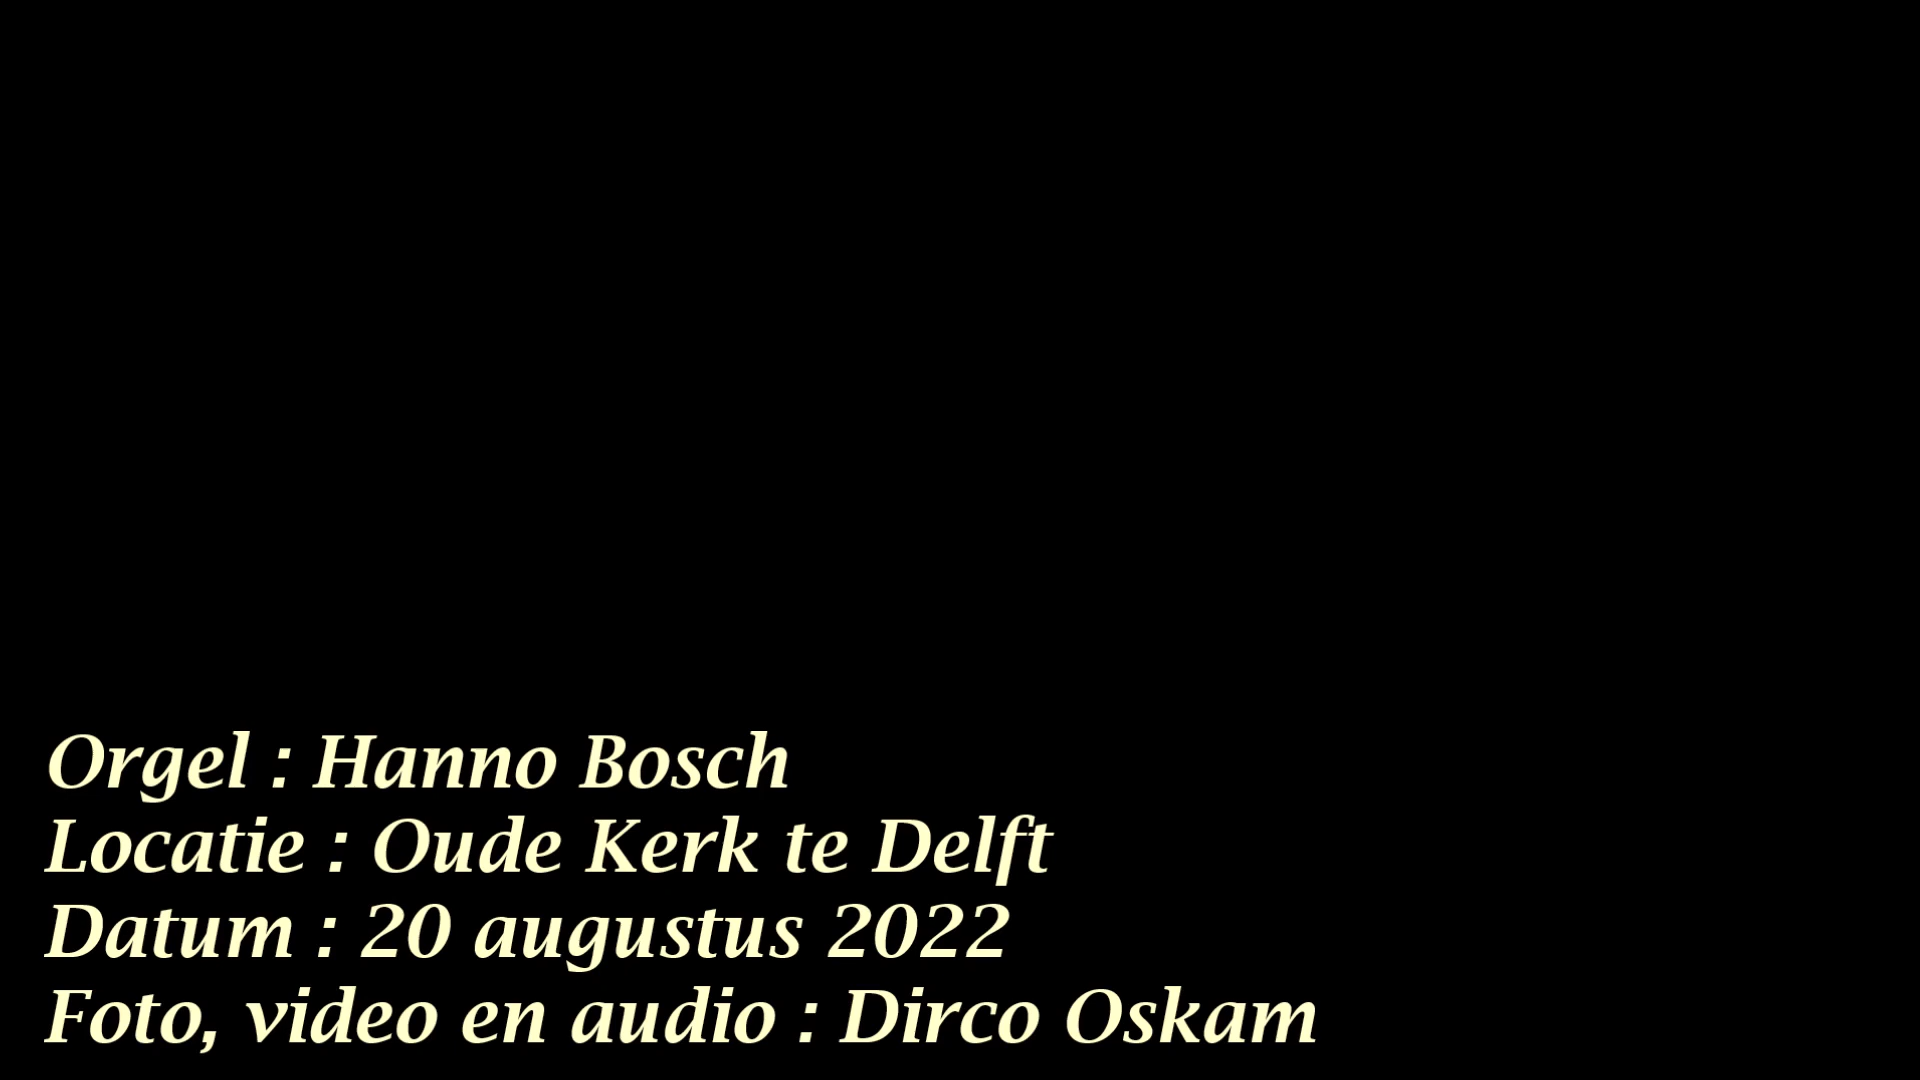 Orgel : Hanno Bosch
Locatie : Oude Kerk te Delft
Datum : 20 augustus 2022
Foto, video en audio : Dirco Oskam